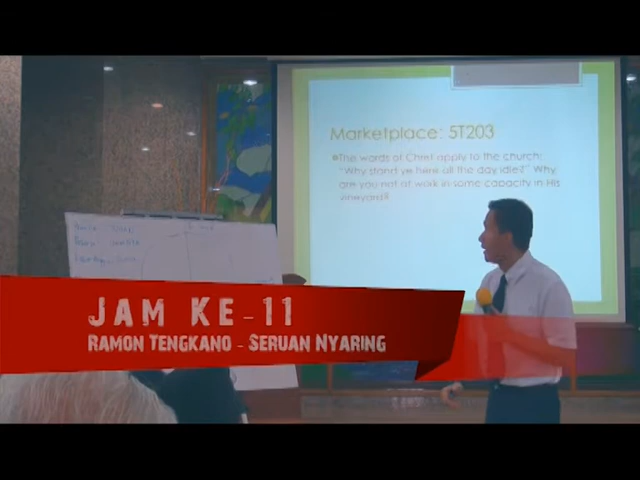 Marketplace: 5T203
The words of Christ apply to the church:
"Why stand ye here all the day idle?" Why
are you not at work in some capacity in His
vineyard?
JAM KE-11
RAMON TENGKANO - SERUAN NYARING